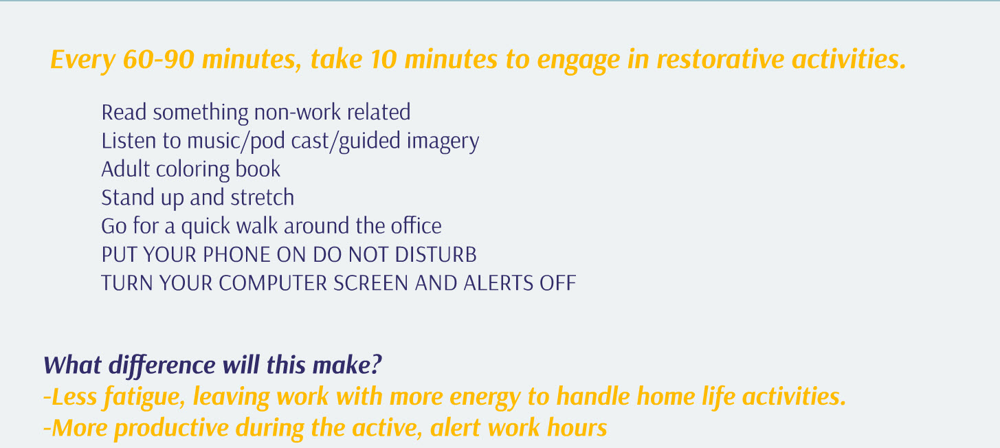 Every 60-90 minutes, take 10 minutes to engage in restorative activities.
Read something non-work related
Listen to music/pod cast/guided imagery
Adult coloring book
Stand up and stretch
Go for a quick walk around the office
PUT YOUR PHONE ON DO NOT DISTURB
TURN YOUR COMPUTER SCREEN AND ALERTS OFF
What difference will this make?
-Less fatigue, leaving work with more energy to handle home life activities.
-More productive during the active, alert work hours